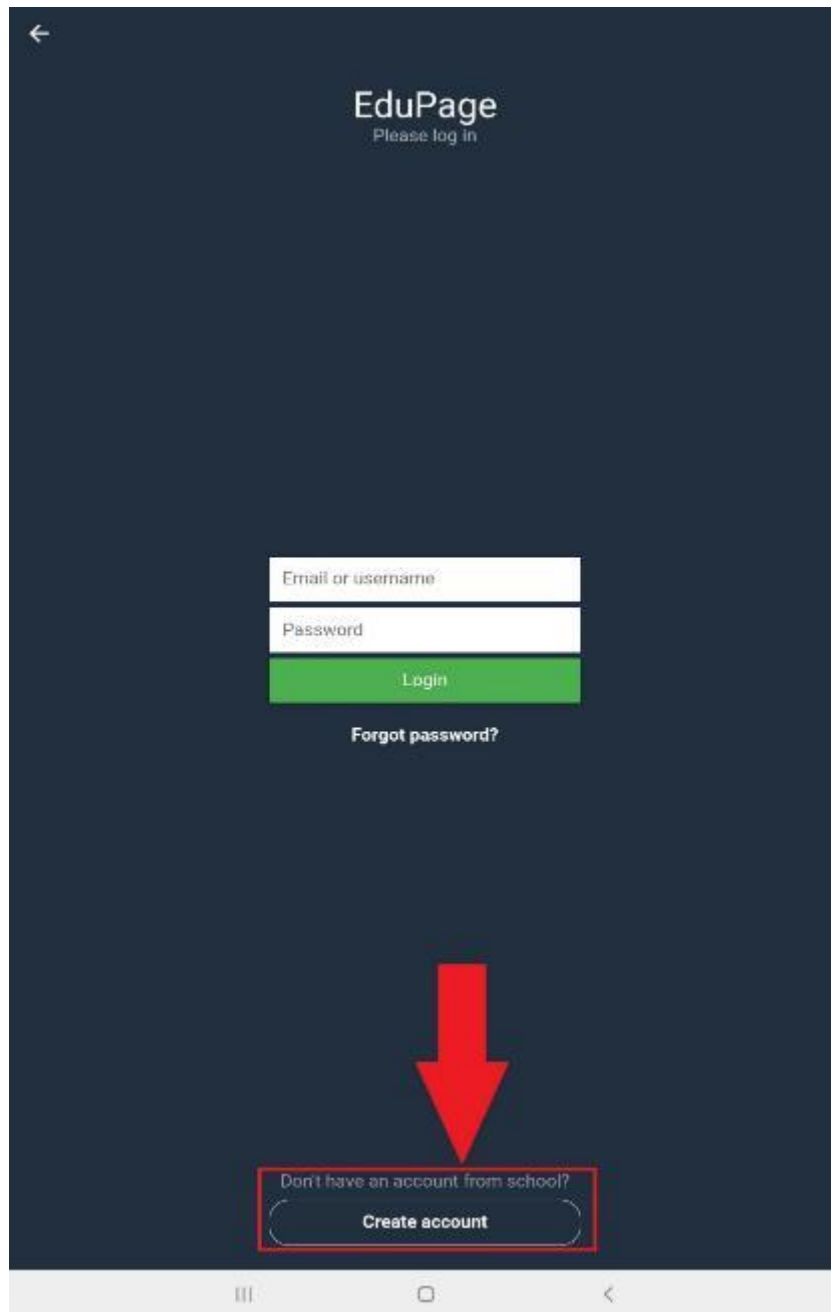 EduPage
Please log in
Email or username
Password
Login
Forgot password?
Don't have an account from school?
Create account